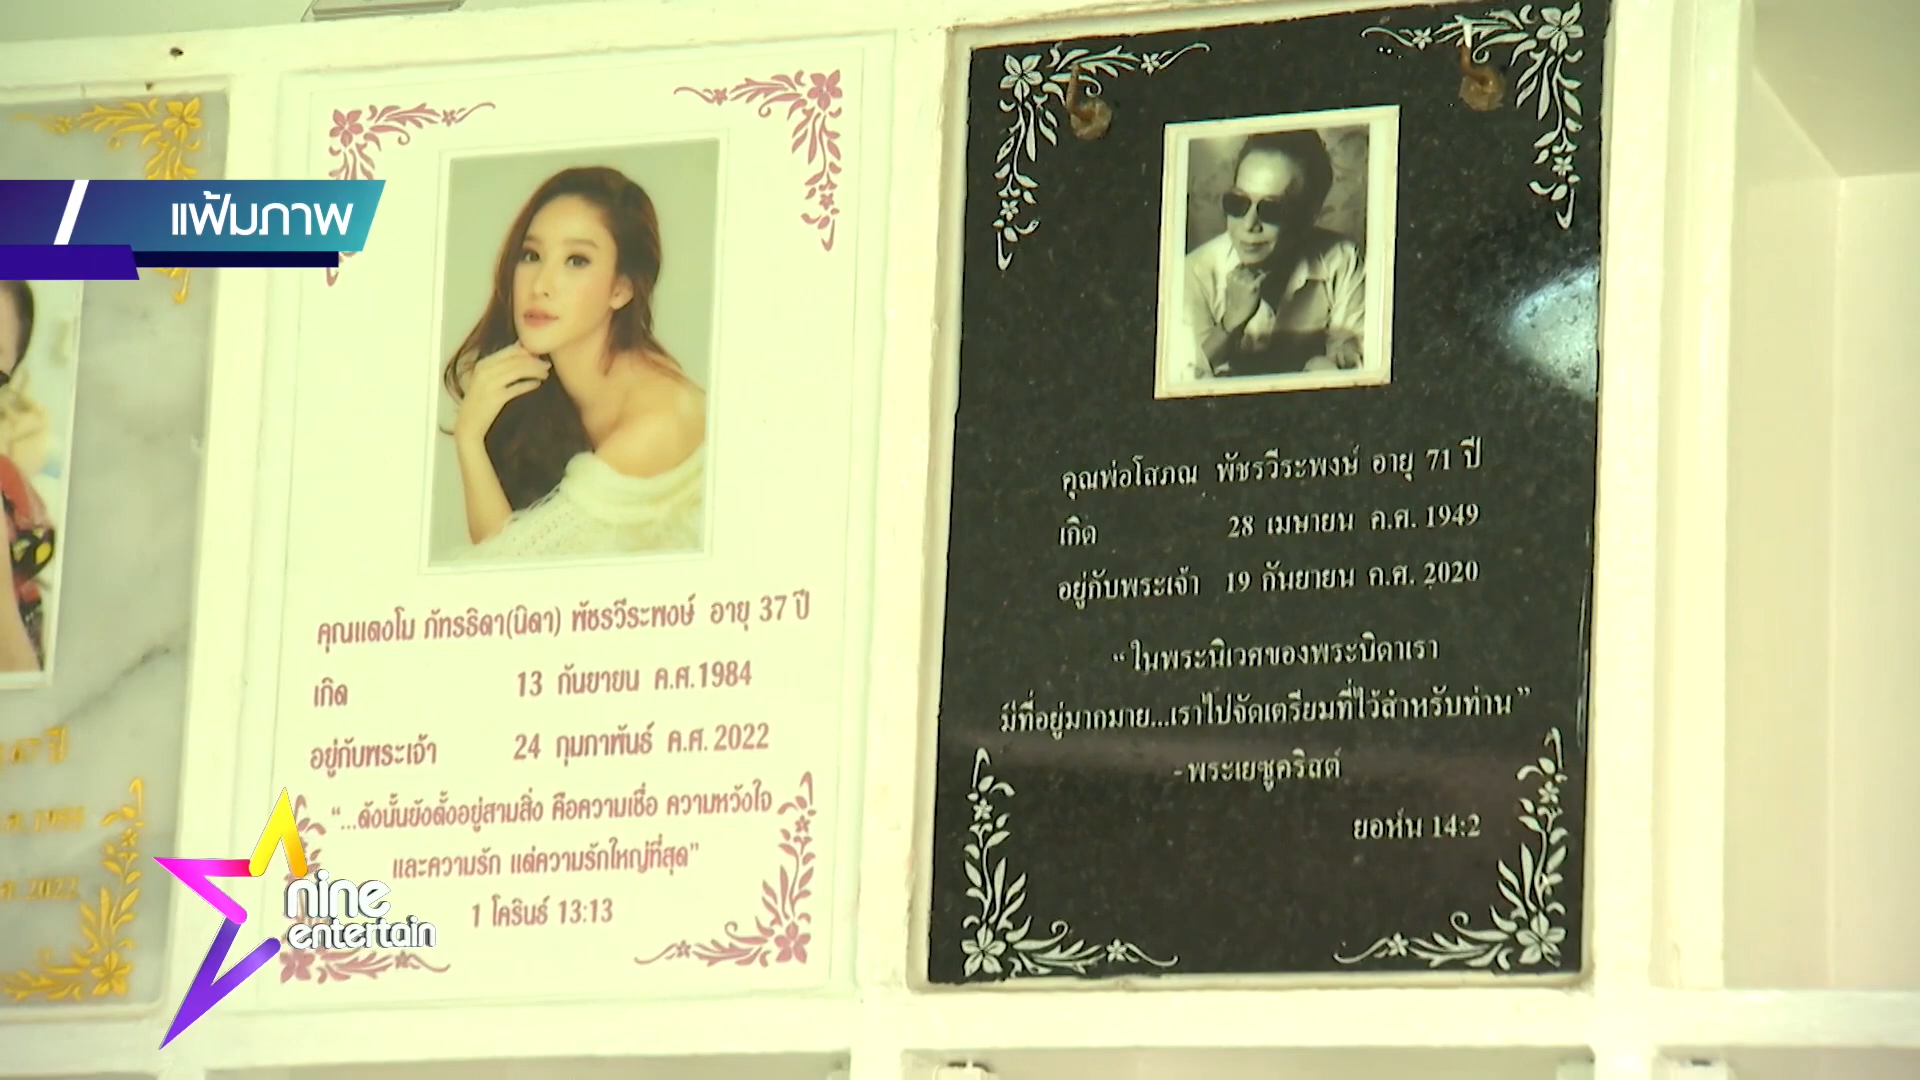 แฟ้มภาพ
คุณแตงโม ภัทรธิดา(นิดา) พัชรวีระพงษ์ อายุ 37 ปี
เกิด 13 กันยายน ค.ศ.1984
อยู่กับพระเจ้า 24 กุมภาพันธ์ ค.ศ.2022
“...ดังนั้นยังตั้งอยู่สามสิ่ง คือความเชื่อ ความหวังใจ
และความรัก แต่ความรักใหญ่ที่สุด”
1 โครินธ์ 13:13
คุณพ่อโสภณ พัชรวีระพงษ์ อายุ 71 ปี
เกิด 28 เมษายน ค.ศ. 1949
อยู่กับพระเจ้า 19 กันยายน ค.ศ. 2020
“ในพระนิเวศของพระบิดาเรา
มีที่อยู่มากมาย...เราไปจัดเตรียมที่ไว้สำหรับท่าน”
-พระเยซูคริสต์
ยอห์น 14:2
nine
entertain